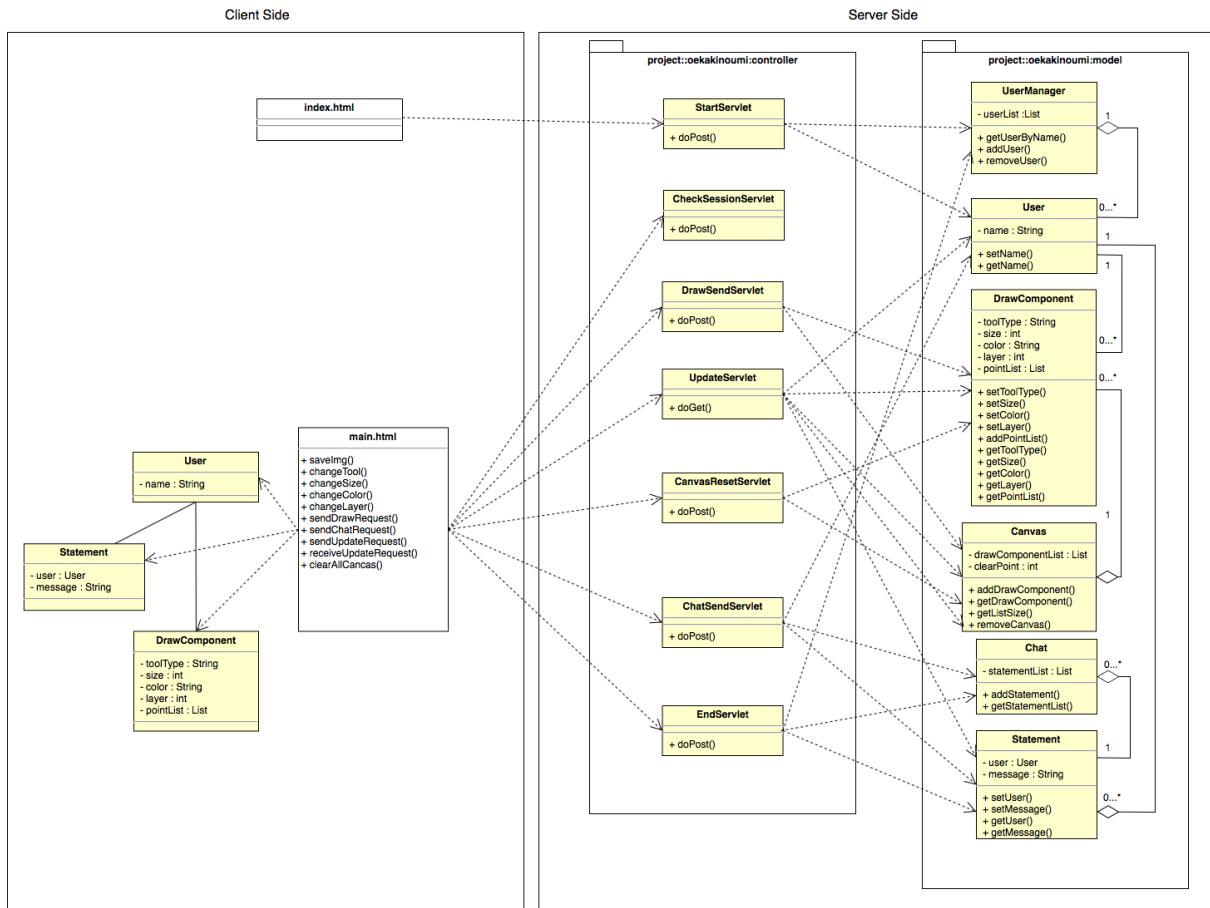 Client Side
index.html
main.html
+ saveImg()
+ changeTool()
+ changeSize()
+ changeColor()
+ changeLayer()
+ sendDrawRequest()
+ sendChatRequest()
+ sendUpdateRequest()
+ receiveUpdateRequest()
+ clearAllCancas()
User
- name : String
Statement
- user : User
- message : String
DrawComponent
- toolType : String
- size : int
- color : String
- layer : int
- pointList : List
Server Side
project::oekakinoumi:controller
StartServlet
+ doPost()
CheckSessionServlet
+ doPost()
DrawSendServlet
+ doPost()
UpdateServlet
+ doGet()
CanvasResetServlet
+ doPost()
ChatSendServlet
+ doPost()
EndServlet
+ doPost()
project::oekakinoumi:model
UserManager
- userList :List
+ getUserByName()
+ addUser()
+ removeUser()
1
0...*
User
- name : String
+ setName()
+ getName()
1
1
DrawComponent
- toolType : String
- size : int
- color : String
- layer : int
- pointList : List
+ setToolType()
+ setSize()
+ setColor()
+ setLayer()
+ addPointList()
+ getToolType()
+ getSize()
+ getColor()
+ getLayer()
+ getPointList()
0...*
0...*
1
Canvas
- drawComponentList : List
- clearPoint : int
+ addDrawComponent()
+ getDrawComponent()
+ getListSize()
+ removeCanvas()
Chat
- statementList : List
+ addStatement()
+ getStatementList()
0...*
1
Statement
- user : User
- message : String
+ setUser()
+ setMessage()
+ getUser()
+ getMessage()
0...*